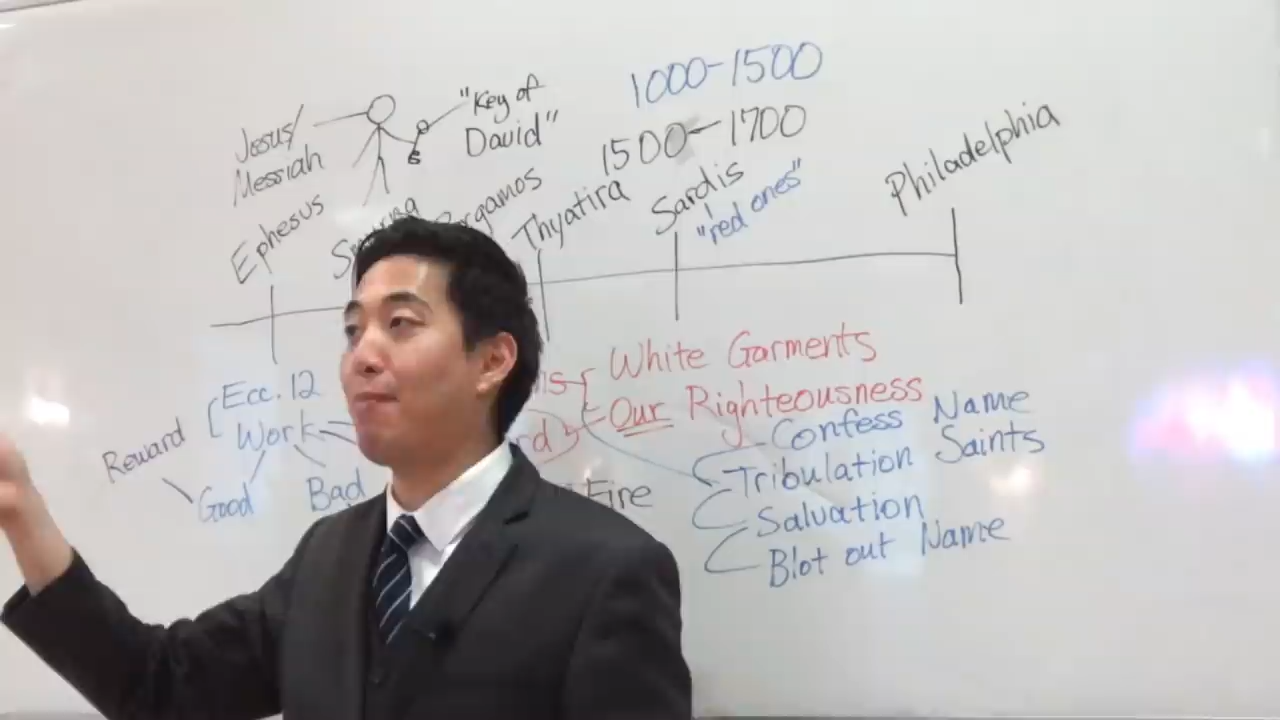 1000-1500
1500-1700
Jesus/
Messiah
"Key of
David"
Ephesus
Thyatira
Sardis
"red ones"
Philadelphia
Reward
Ecc. 12
Work
Good
Bad
White Garments
Our Righteousness
Confess Name
Tribulation Saints
Salvation
Blot out Name
Fire